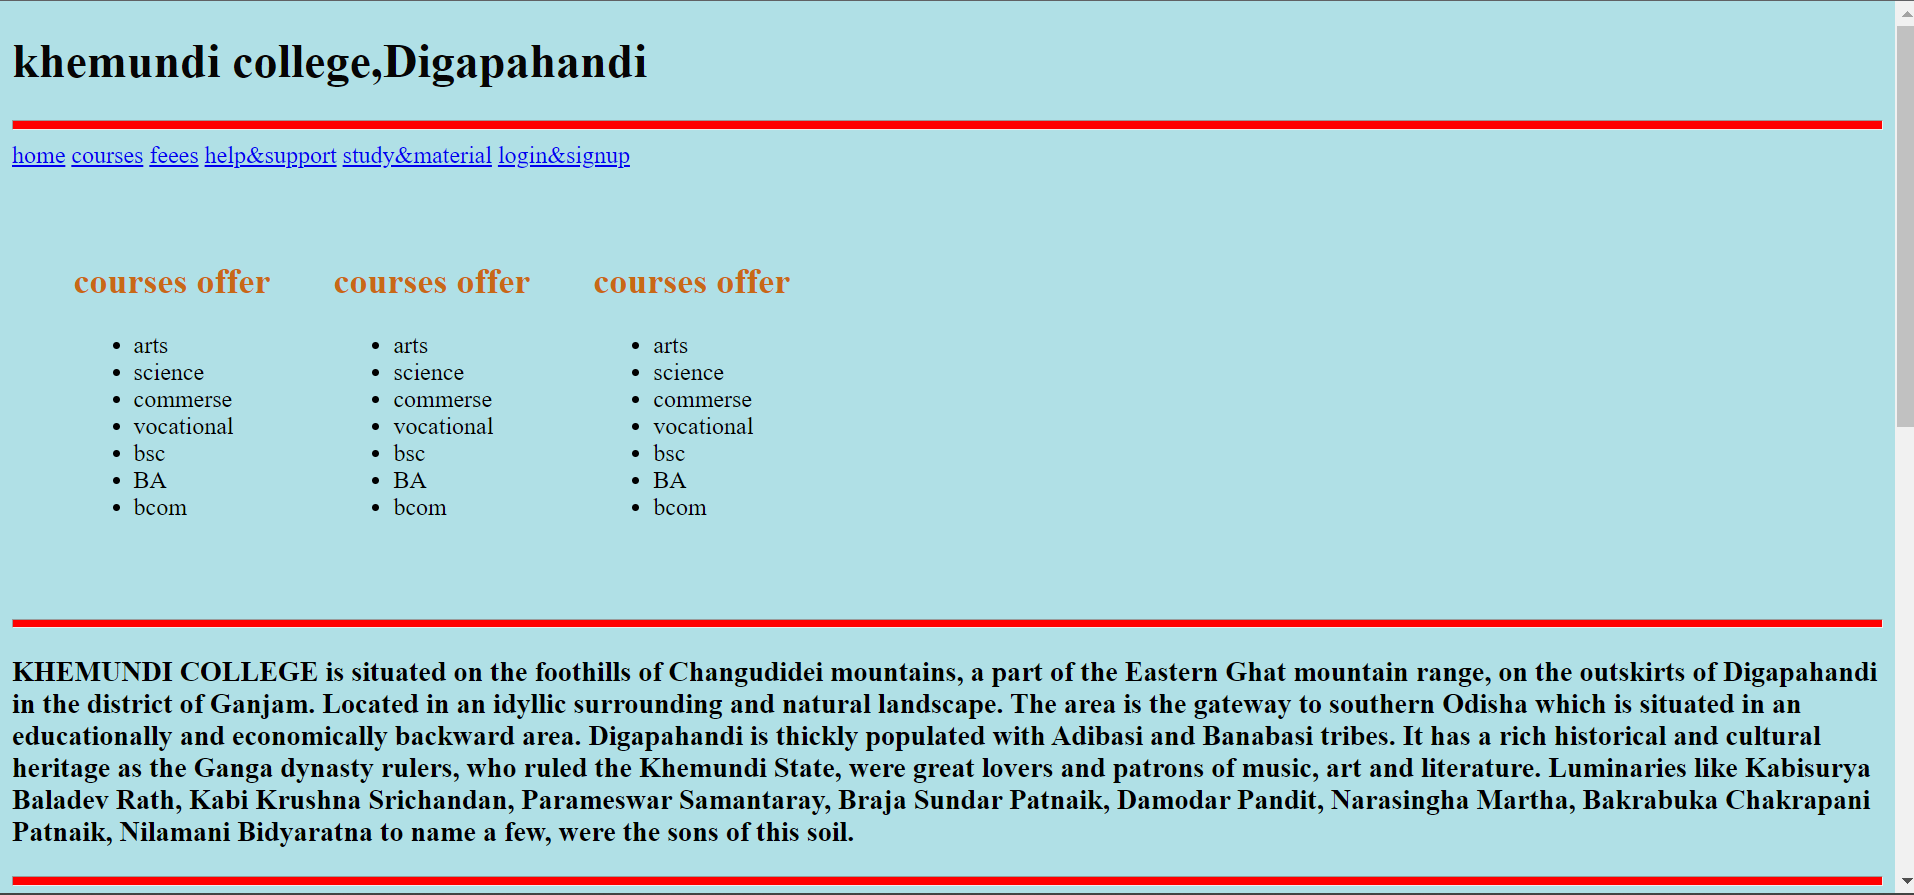 khemundi college,Digapahandi
home courses feees help&support study&material login&signup
courses offer
arts
science
commerse
vocational
bsc
BA
bcom
courses offer
arts
science
commerse
vocational
bsc
BA
bcom
courses offer
arts
science
commerse
vocational
bsc
BA
bcom
KHEMUNDI COLLEGE is situated on the foothills of Changudidei mountains, a part of the Eastern Ghat mountain range, on the outskirts of Digapahandi
in the district of Ganjam. Located in an idyllic surrounding and natural landscape. The area is the gateway to southern Odisha which is situated in an
educationally and economically backward area. Digapahandi is thickly populated with Adibasi and Banabasi tribes. It has a rich historical and cultural
heritage as the Ganga dynasty rulers, who ruled the Khemundi State, were great lovers and patrons of music, art and literature. Luminaries like Kabisurya
Baladev Rath, Kabi Krushna Srichandan, Parameswar Samantaray, Braja Sundar Patnaik, Damodar Pandit, Narasingha Martha, Bakrabuka Chakrapani
Patnaik, Nilamani Bidyaratna to name a few, were the sons of this soil.